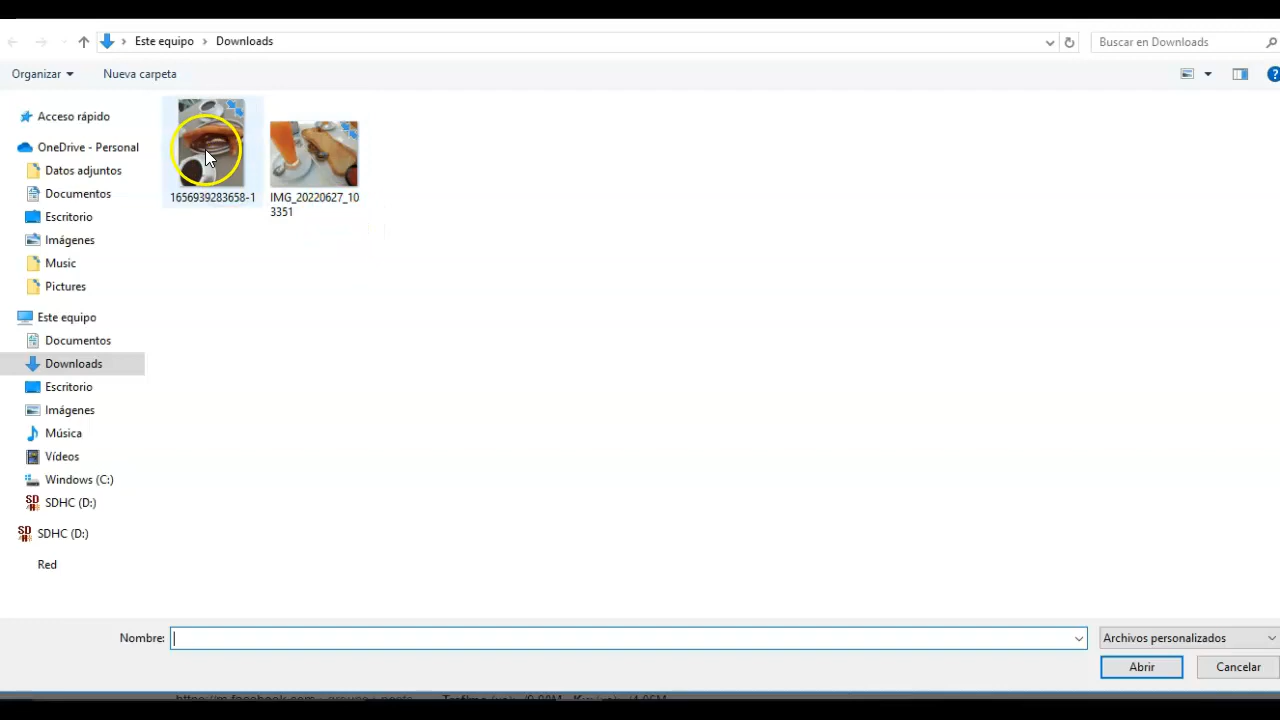 Este equipo > Downloads
Buscar en Downloads
Organizar
Nueva carpeta
?
Acceso rápido
OneDrive - Personal
Datos adjuntos
Documentos
Escritorio
Imágenes
Music
Pictures
Este equipo
Documentos
Downloads
Escritorio
Imágenes
Música
Vídeos
Windows (C:)
SD SDHC (D:)
SD SDHC (D:)
Red
1656939283658-1
IMG_20220627_10
3351
Nombre:
Archivos personalizados
Abrir
Cancelar